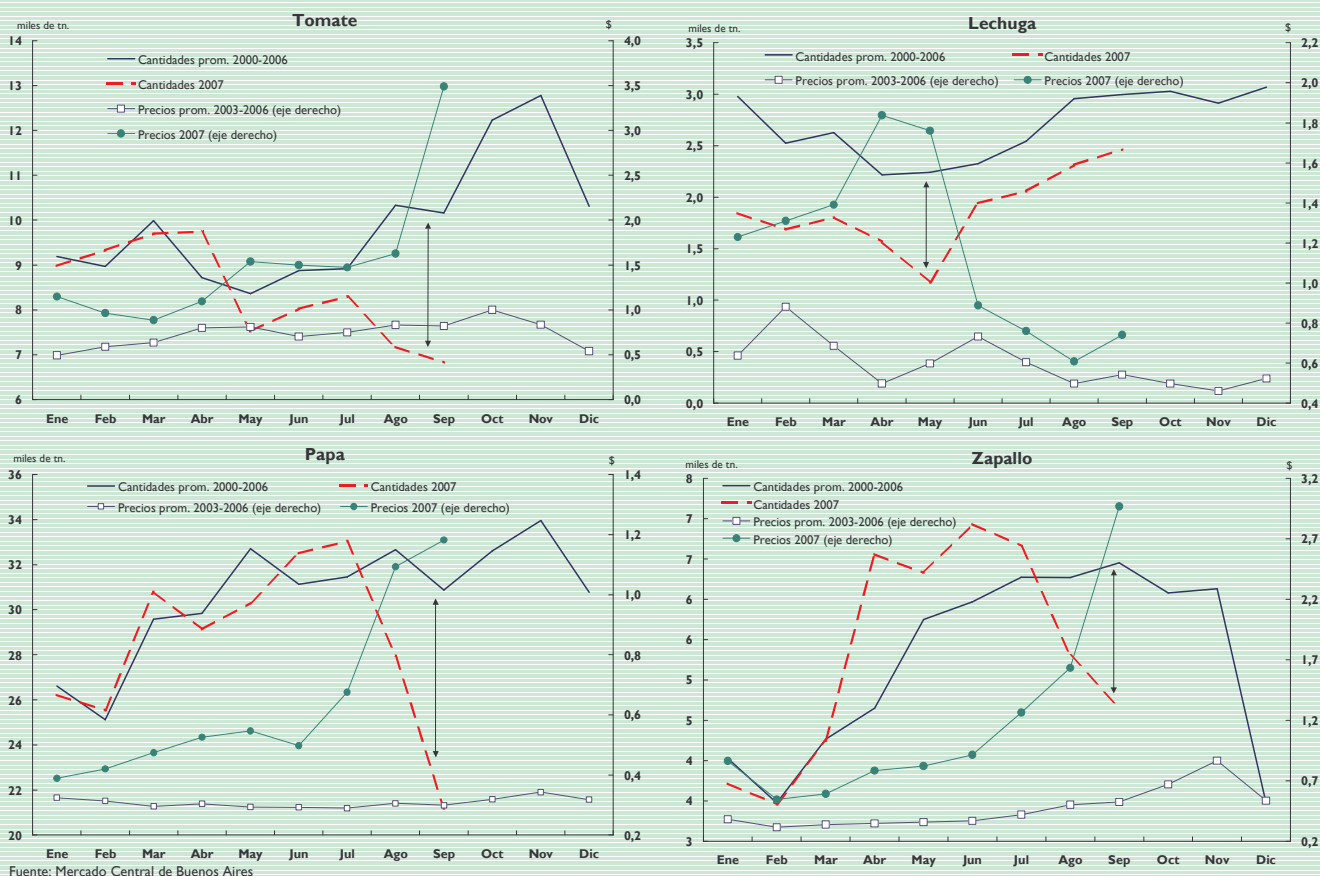 Tomate
miles de tn.
$
14
13
12
11
10
9
8
7
6
4,0
3,5
3,0
2,5
2,0
1,5
1,0
0,5
0,0
Cantidades prom. 2000-2006
Cantidades 2007
Precios prom. 2003-2006 (eje derecho)
Precios 2007 (eje derecho)
Ene Feb Mar Abr May Jun Jul Ago Sep Oct Nov Dic
Lechuga
miles de tn.
$
3,5
3,0
2,5
2,0
1,5
1,0
0,5
0,0
2,2
2,0
1,8
1,6
1,4
1,2
1,0
0,8
0,6
0,4
Cantidades prom. 2000-2006 Cantidades 2007
Precios prom. 2003-2006 (eje derecho) Precios 2007 (eje derecho)
Ene Feb Mar Abr May Jun Jul Ago Sep Oct Nov Dic
Papa
miles de tn.
$
36
34
32
30
28
26
24
22
20
1,4
1,2
1,0
0,8
0,6
0,4
0,2
Cantidades prom. 2000-2006 Cantidades 2007
Precios prom. 2003-2006 (eje derecho) Precios 2007 (eje derecho)
Ene Feb Mar Abr May Jun Jul Ago Sep Oct Nov Dic
Zapallo
miles de tn.
$
8
7
7
6
6
5
5
4
4
3
3,2
2,7
2,2
1,7
1,2
0,7
0,2
Cantidades prom. 2000-2006
Cantidades 2007
Precios prom. 2003-2006 (eje derecho)
Precios 2007 (eje derecho)
Ene Feb Mar Abr May Jun Jul Ago Sep Oct Nov Dic
Fuente: Mercado Central de Buenos Aires